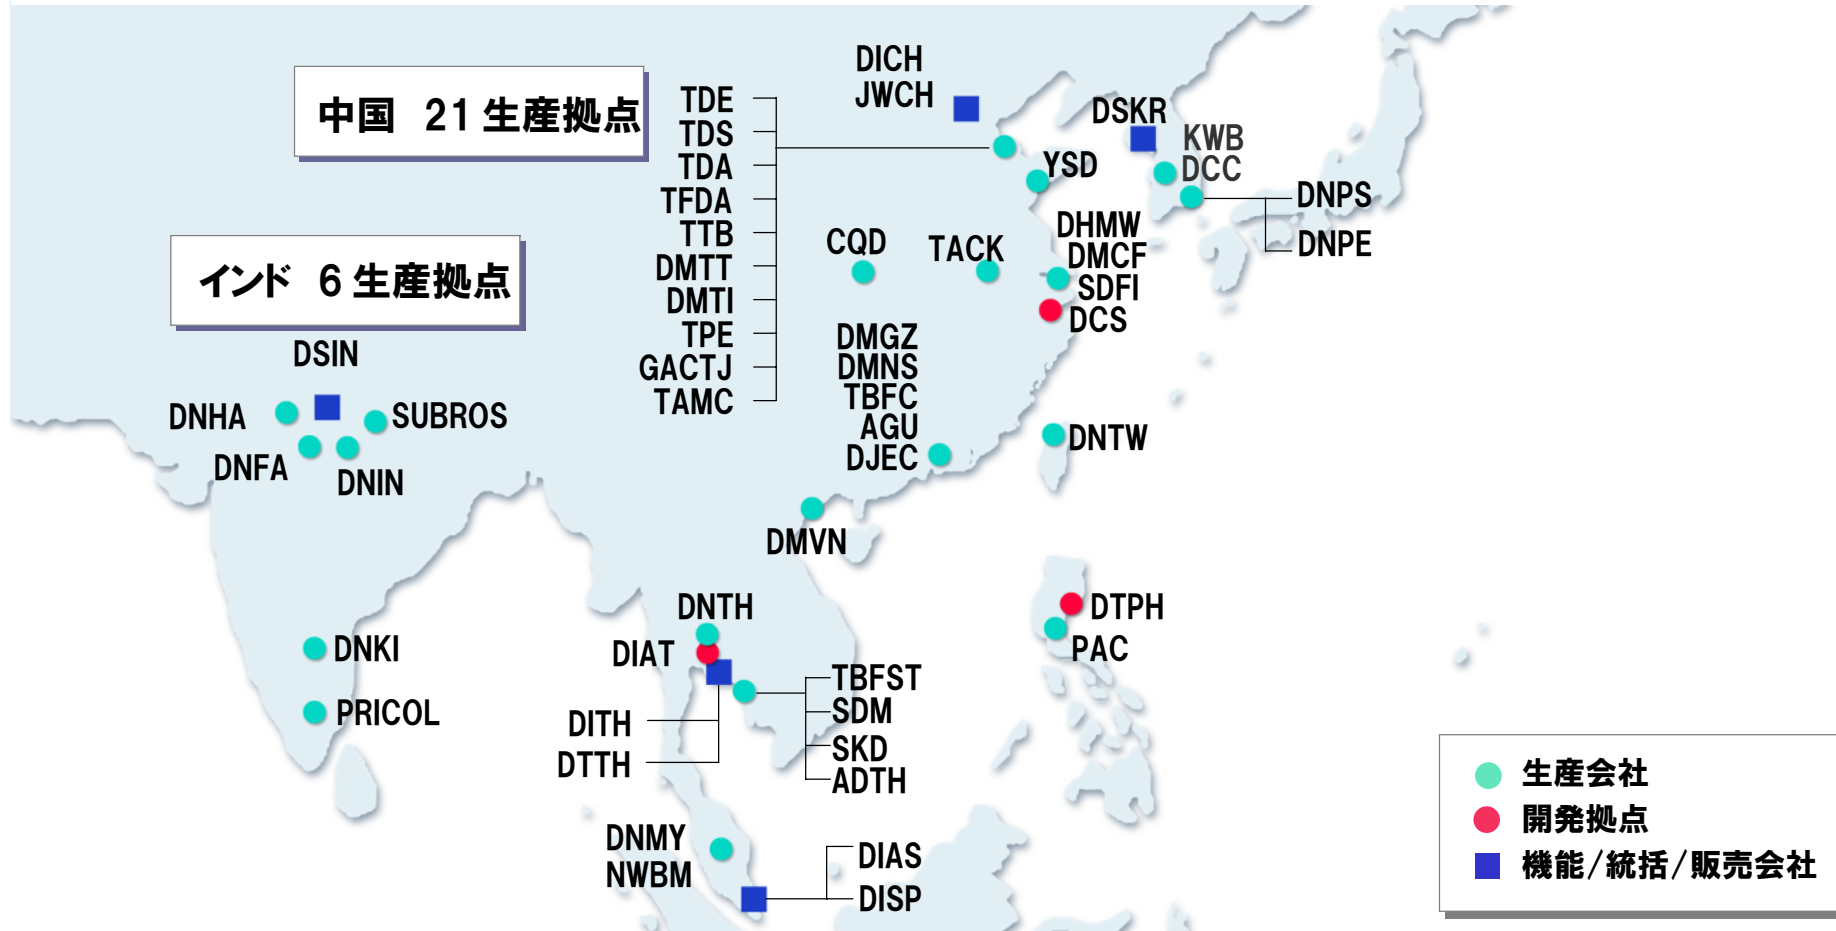 中国 21生産拠点
インド 6生産拠点
DICH
JWCH
TDE
TDS
TDA
TFDA
TTB
DMTT
DMTI
TPE
GACTJ
TAMC
DSKR
KWB
DCC
YSD
DNPS
DNPE
CQD
TACK
DHMW
DMCF
SDFI
DCS
DMGZ
DMNS
TBFC
AGU
DJEC
DSIN
DNHA
SUBROS
DNFA
DNIN
DNTW
DMVN
DNKI
PRICOL
DNTH
DIAT
DITH
DTTH
TBFST
SDM
SKD
ADTH
DTPH
PAC
DNMY
NWBM
DIAS
DISP
生産会社
開発拠点
機能/統括/販売会社